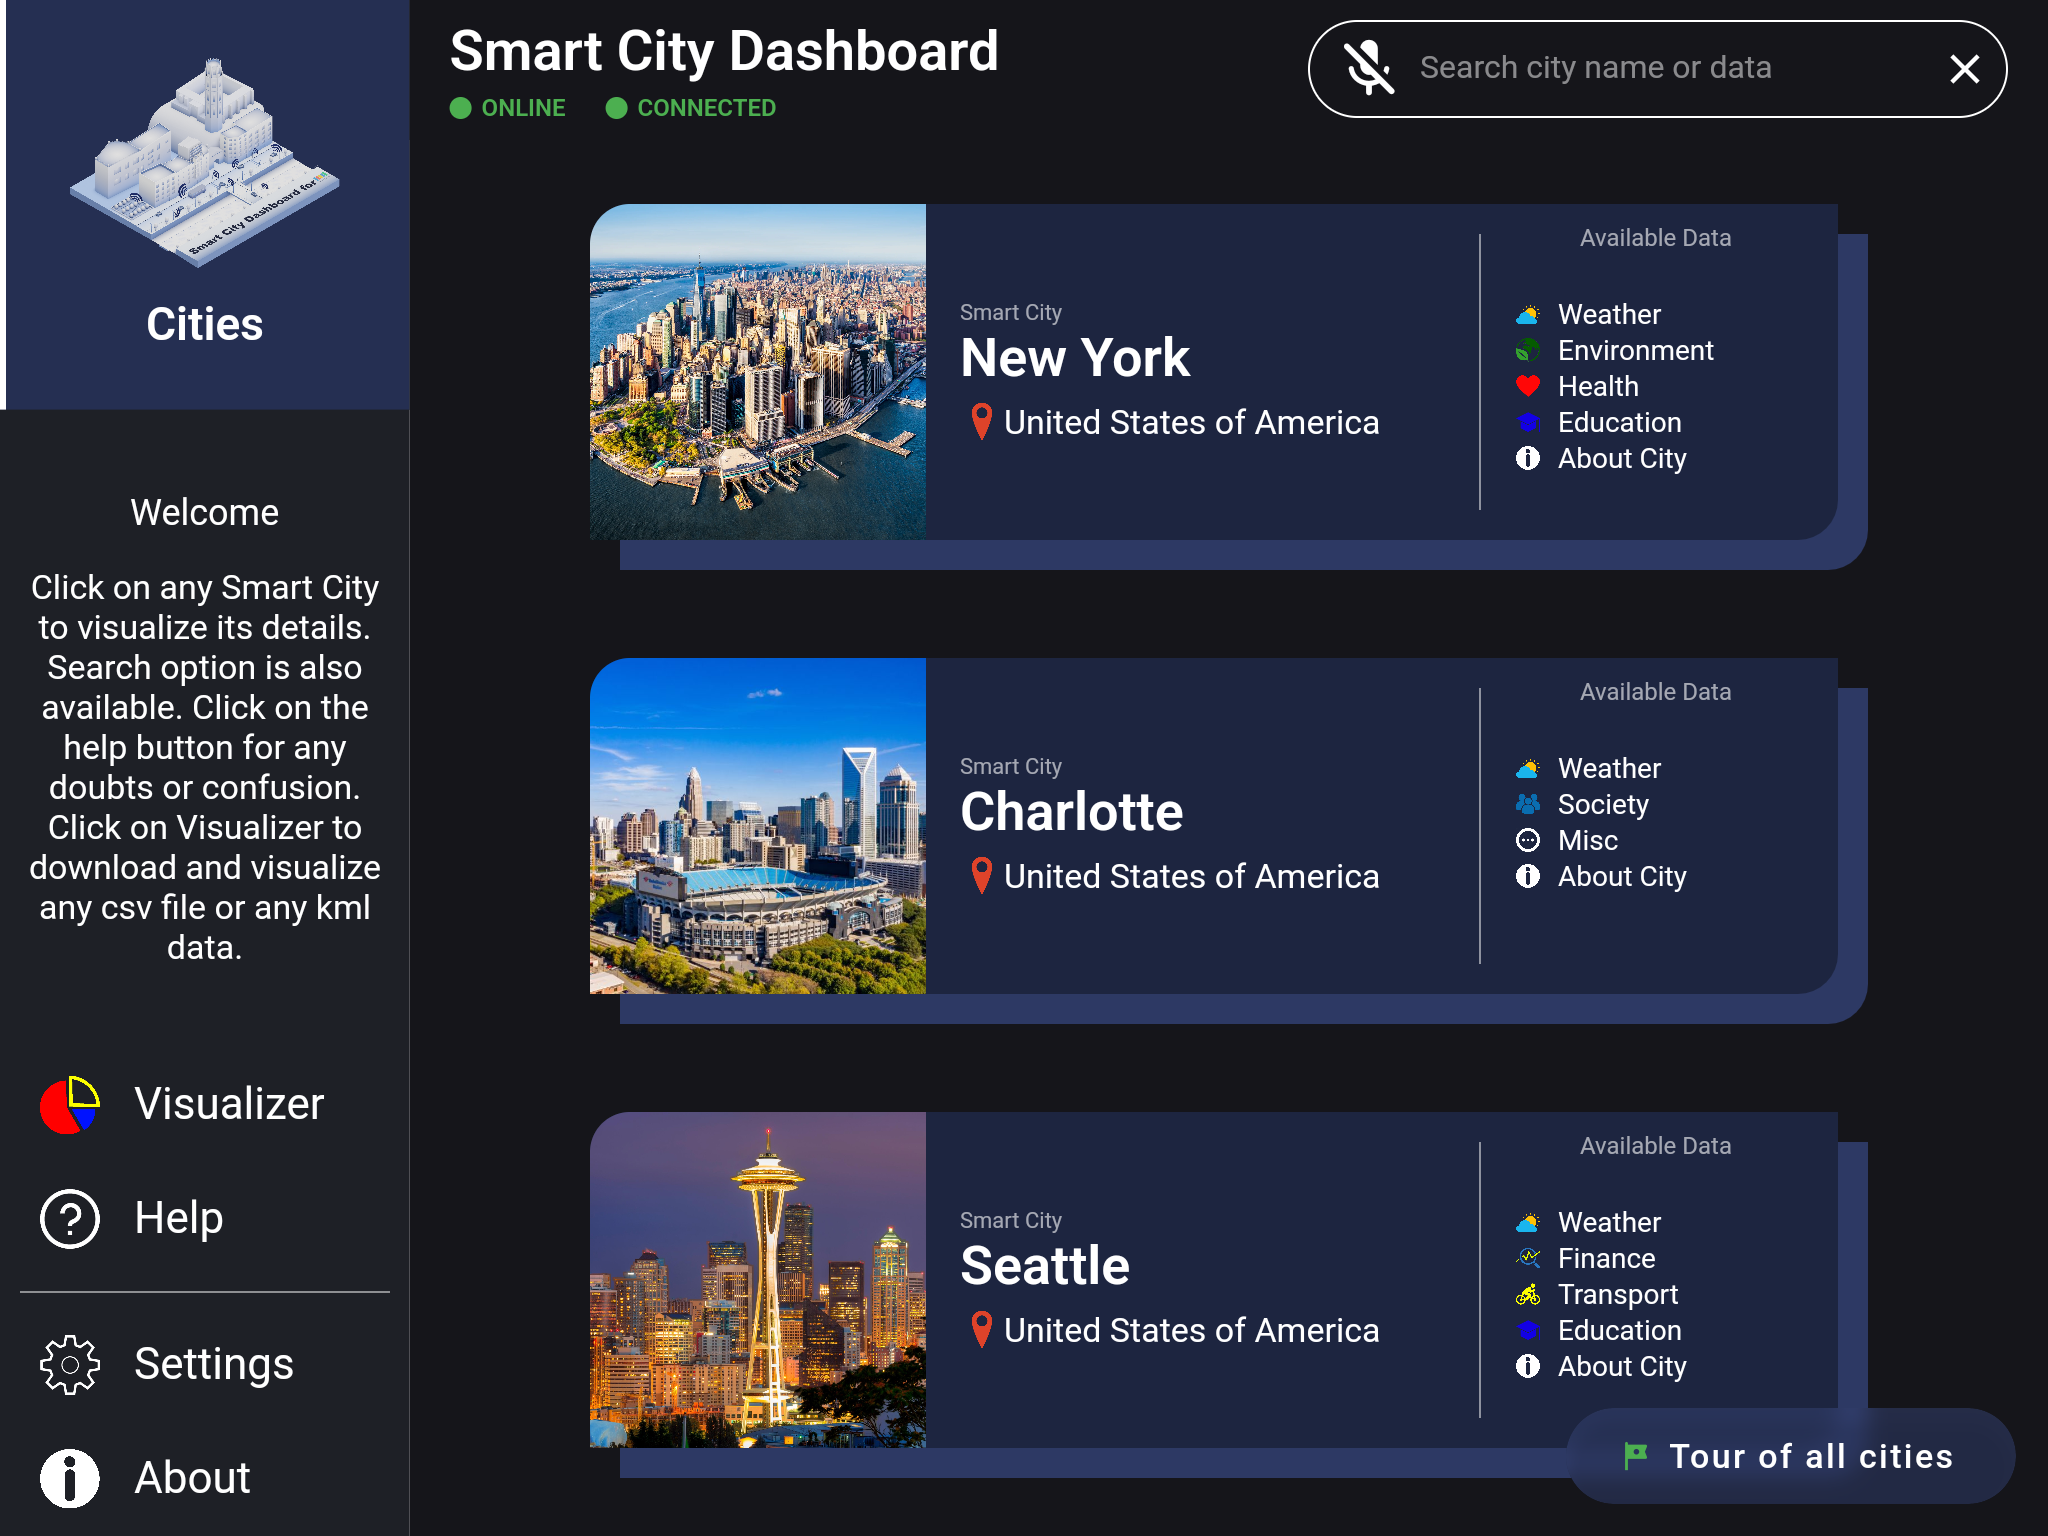 Smart City Dashboard for
Cities
Welcome
Click on any Smart City
to visualize its details.
Search option is also
available. Click on the
help button for any
doubts or confusion.
Click on Visualizer to
download and visualize
any csv file or any kml
data.
Visualizer
Help
Settings
About
Smart City Dashboard
ONLINE
CONNECTED
Search city name or data
Smart City
New York
United States of America
Available Data
Weather
Environment
Health
Education
About City
Smart City
Charlotte
United States of America
Available Data
Weather
Society
Misc
About City
Smart City
Seattle
United States of America
Available Data
Weather
Finance
Transport
Education
About City
Tour of all cities